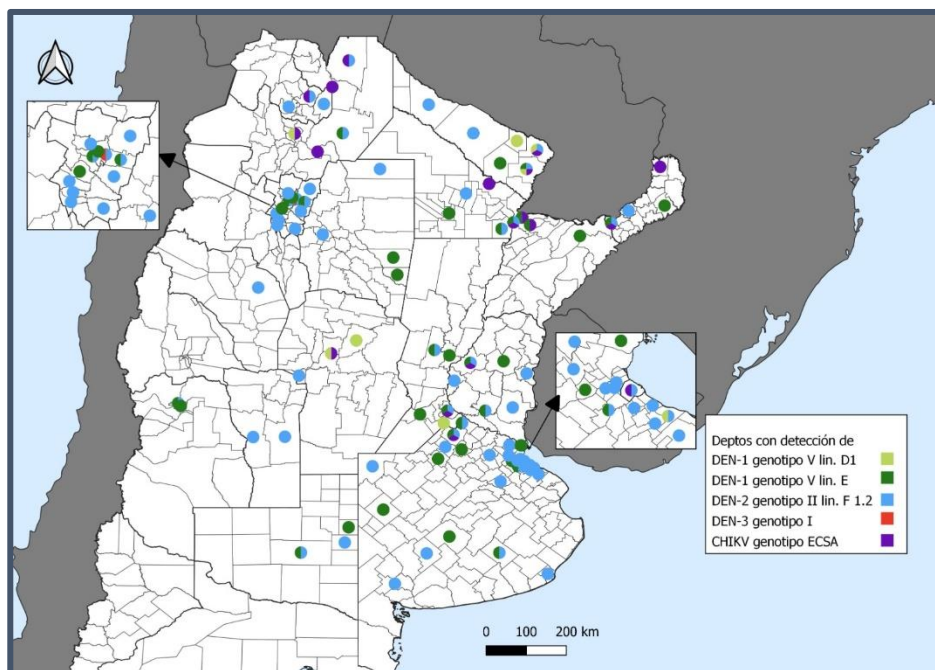 Deptos con detección de
DEN-1 genotipo V lin. D1
DEN-1 genotipo V lin. E
DEN-2 genotipo II lin. F 1.2
DEN-3 genotipo I
CHIKV genotipo ECSA
0 100 200 km